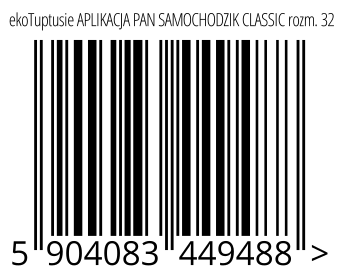 ekoTuptusie APLIKACJA PAN SAMOCHODZIK CLASSIC rozm. 32
5 904083 449488 >